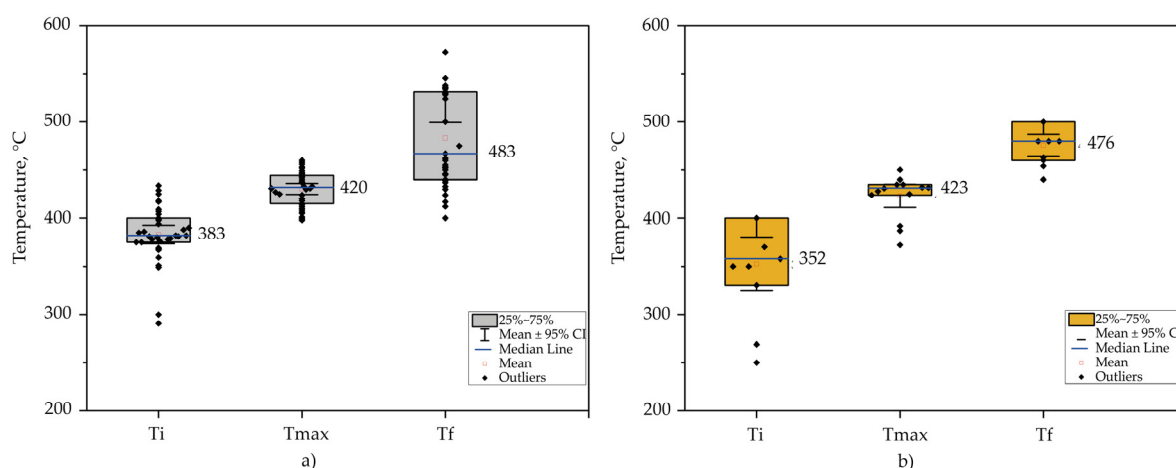 600
500
400
300
200
Temperature, °C
383
420
483
25%~75%
Mean ± 95% CI
Median Line
Mean
Outliers
Ti
Tmax
Tf
a)
600
500
400
300
200
Temperature, °C
352
423
476
25%~75%
Mean ± 95% C
Median Line
Mean
Outliers
Ti
Tmax
Tf
b)